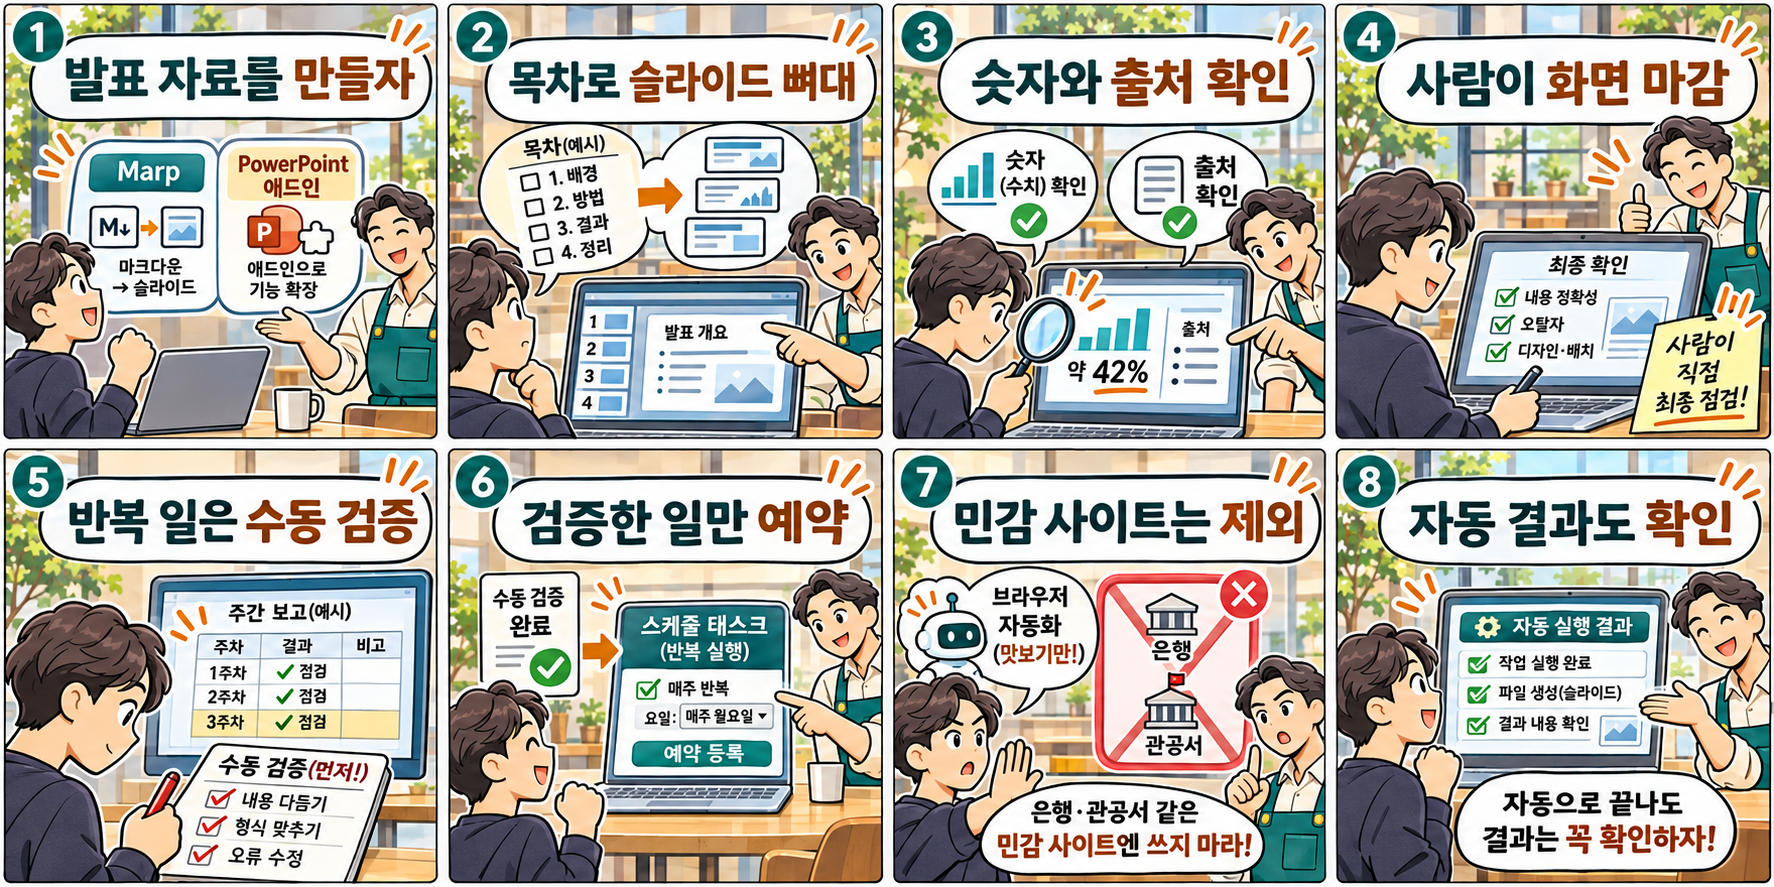 1
발표 자료를 만들자
Marp
M↓
마크다운
→ 슬라이드
PowerPoint
애드인
P
애드인으로
기능 확장
2
목차로 슬라이드 뼈대
목차(예시)
1. 배경
2. 방법
3. 결과
4. 정리
1
2
3
4
발표 개요
3
숫자와 출처 확인
숫자
(수치) 확인
출처
확인
약 42%
출처
4
사람이 화면 마감
최종 확인
내용 정확성
오탈자
디자인·배치
사람이
직접
최종 점검!
5
반복 일은 수동 검증
주간 보고(예시)
주차 결과 비고
1주차 점검
2주차 점검
3주차 점검
수동 검증(먼저!)
내용 다듬기
형식 맞추기
오류 수정
6
검증한 일만 예약
수동 검증
완료
스케줄 태스크
(반복 실행)
매주 반복
요일: 매주 월요일
예약 등록
7
민감 사이트는 제외
브라우저
자동화
(맛보기만!)
은행
관공서
은행·관공서 같은
민감 사이트엔 쓰지 마라!
8
자동 결과도 확인
자동 실행 결과
작업 실행 완료
파일 생성(슬라이드)
결과 내용 확인
자동으로 끝나도
결과는 꼭 확인하자!